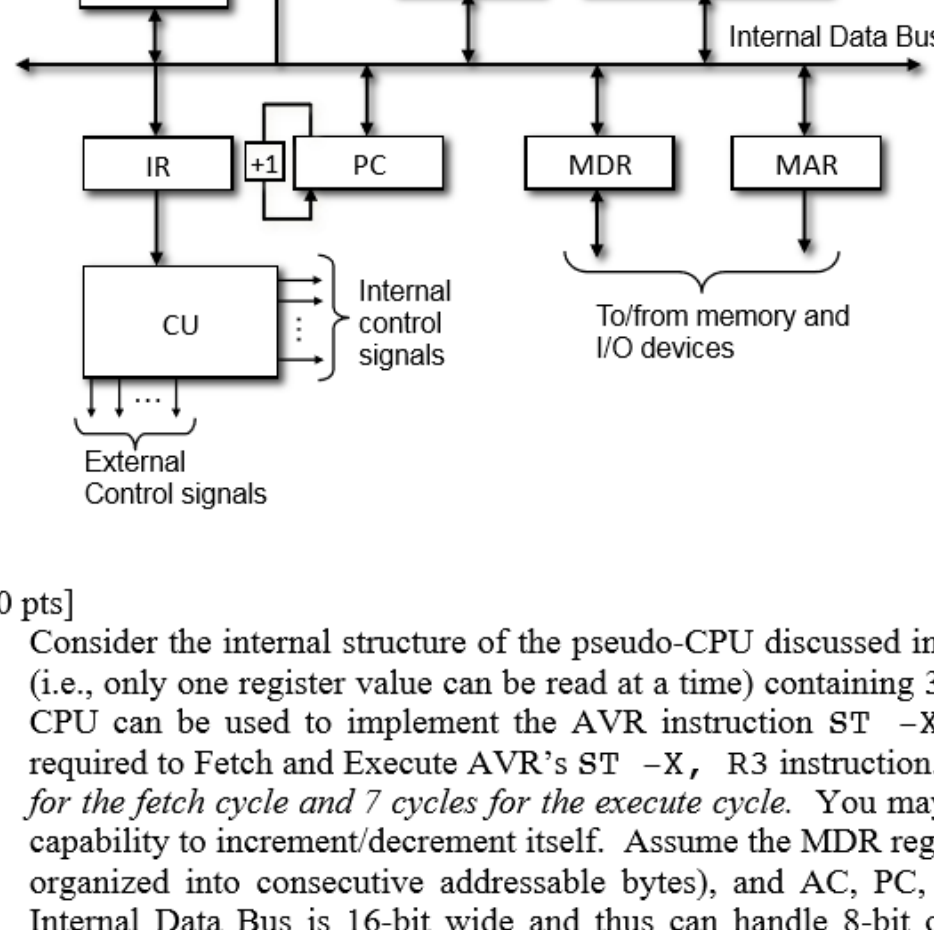 Internal Data Bus
IR
+1
PC
MDR
MAR
CU
Internal
control
signals
To/from memory and
I/O devices
...
External
Control signals
0 pts]
Consider the internal structure of the pseudo-CPU discussed in
(i.e., only one register value can be read at a time) containing 3
CPU can be used to implement the AVR instruction ST -X
required to Fetch and Execute AVR's ST -X, R3 instruction.
for the fetch cycle and 7 cycles for the execute cycle. You may
capability to increment/decrement itself. Assume the MDR reg
organized into consecutive addressable bytes), and AC, PC,
Internal Data Bus is 16-bit wide and thus can handle 8-bit